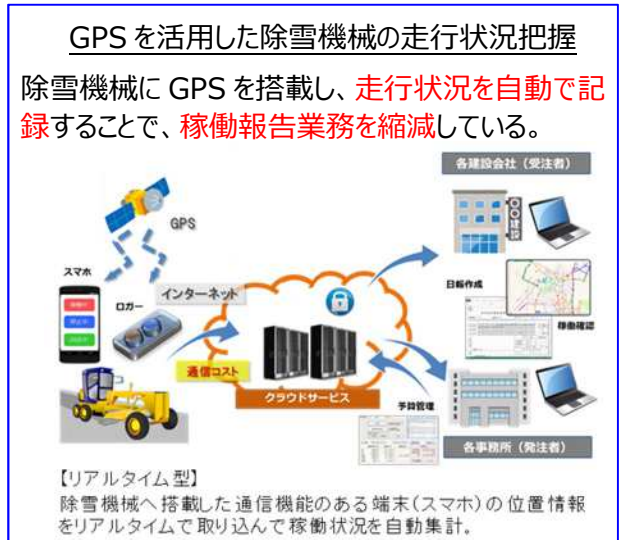 GPSを活用した除雪機械の走行状況把握
除雪機械にGPSを搭載し、走行状況を自動で記
録することで、稼働報告業務を縮減している。
各建設会社（受注者）
GPS
建設
スマホ
ロガー
インターネット
日報作成
稼働確認
通信コスト
クラウドサービス
予算管理
各事務所（発注者）
【リアルタイム型】
除雪機械へ搭載した通信機能のある端末(スマホ)の位置情報
をリアルタイムで取り込んで稼働状況を自動集計。